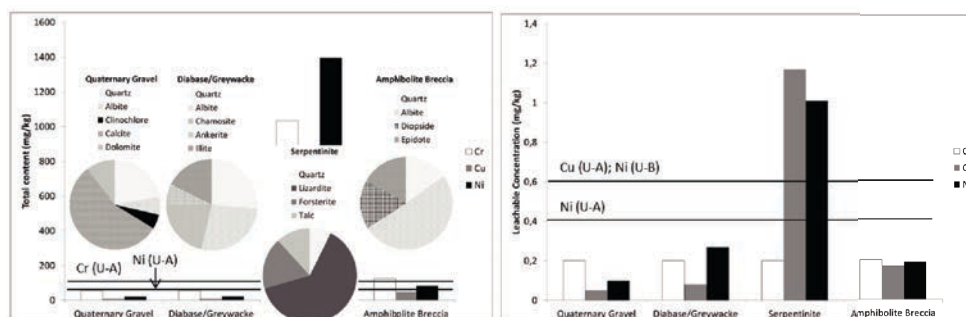 Total content (mg/kg)
1600
1400
1200
1000
800
600
400
200
0
Quaternary Gravel
Quartz
Albite
Clinochlore
Calcite
Dolomite
Diabase/Greywacke
Quartz
Albite
Chamosite
Ankerite
Illite
Serpentinite
Quartz
Lizardite
Forsterite
Talc
Amphibolite Breccia
Quartz
Albite
Diopside
Epidote
Cr
Cu
Ni
Cr (U-A)
Ni (U-A)
Quaternary Gravel
Diabase/Greywacke
Amphibolite Breccia
Leachable Concentration (mg/kg)
1,4
1,2
1
0,8
0,6
0,4
0,2
0
Cu (U-A); Ni (U-B)
Ni (U-A)
Quaternary Gravel
Diabase/Greywacke
Serpentinite
Amphibolite Breccia